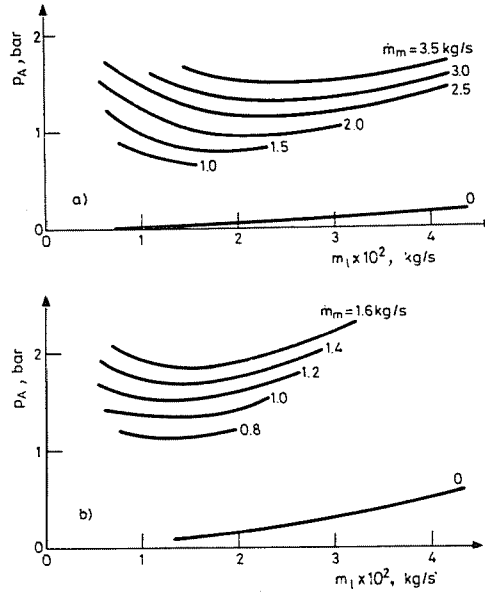 p_A, bar
2
1
0
ṁ_m = 3.5 kg/s
3.0
2.5
2.0
1.5
1.0
0
a)
1 2 3 4
m_l x 10², kg/s
p_A, bar
2
1
0
ṁ_m = 1.6 kg/s
1.4
1.2
1.0
0.8
0
b)
0 1 2 3 4
m_l x 10², kg/s